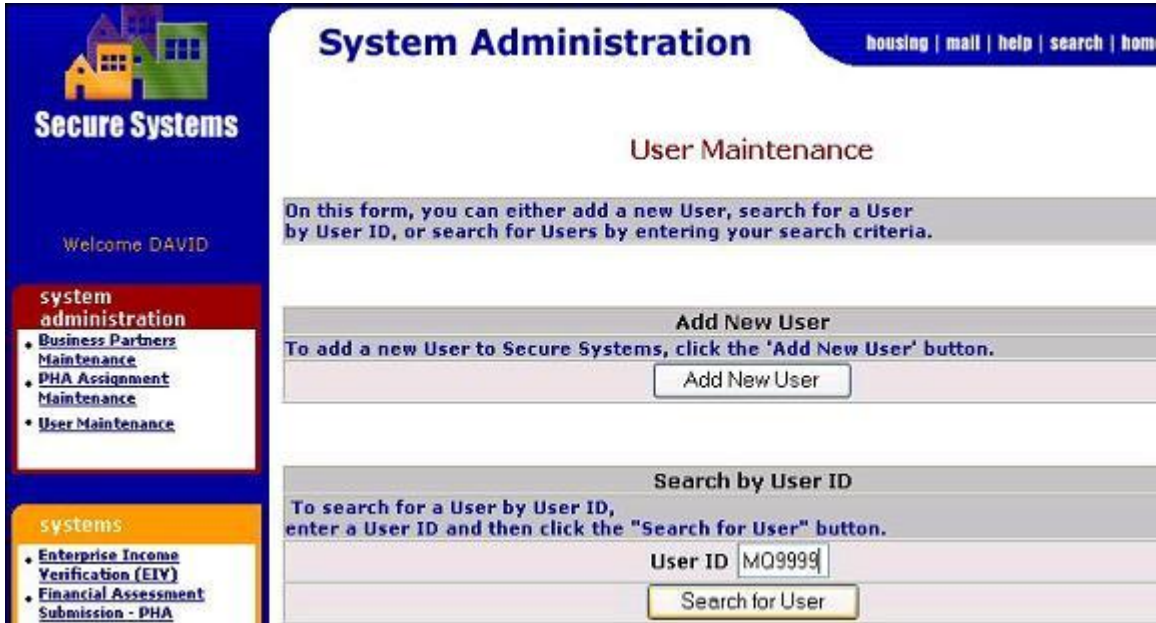 System Administration
housing | mail | help | search | hom
Secure Systems
User Maintenance
On this form, you can either add a new User, search for a User
by User ID, or search for Users by entering your search criteria.
Welcome DAVID
system
administration
Business Partners
Maintenance
PHA Assignment
Maintenance
User Maintenance
Add New User
To add a new User to Secure Systems, click the 'Add New User' button.
Add New User
Search by User ID
To search for a User by User ID,
enter a User ID and then click the "Search for User" button.
User ID MQ9999
Search for User
systems
Enterprise Income
Verification (EIV)
Financial Assessment
Submission - PHA